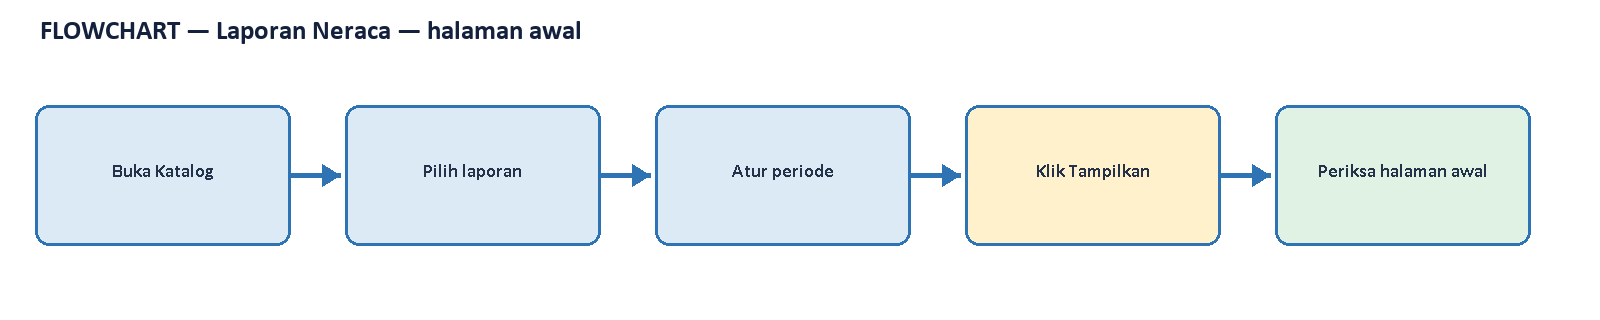 FLOWCHART — Laporan Neraca — halaman awal
Buka Katalog
Pilih laporan
Atur periode
Klik Tampilkan
Periksa halaman awal